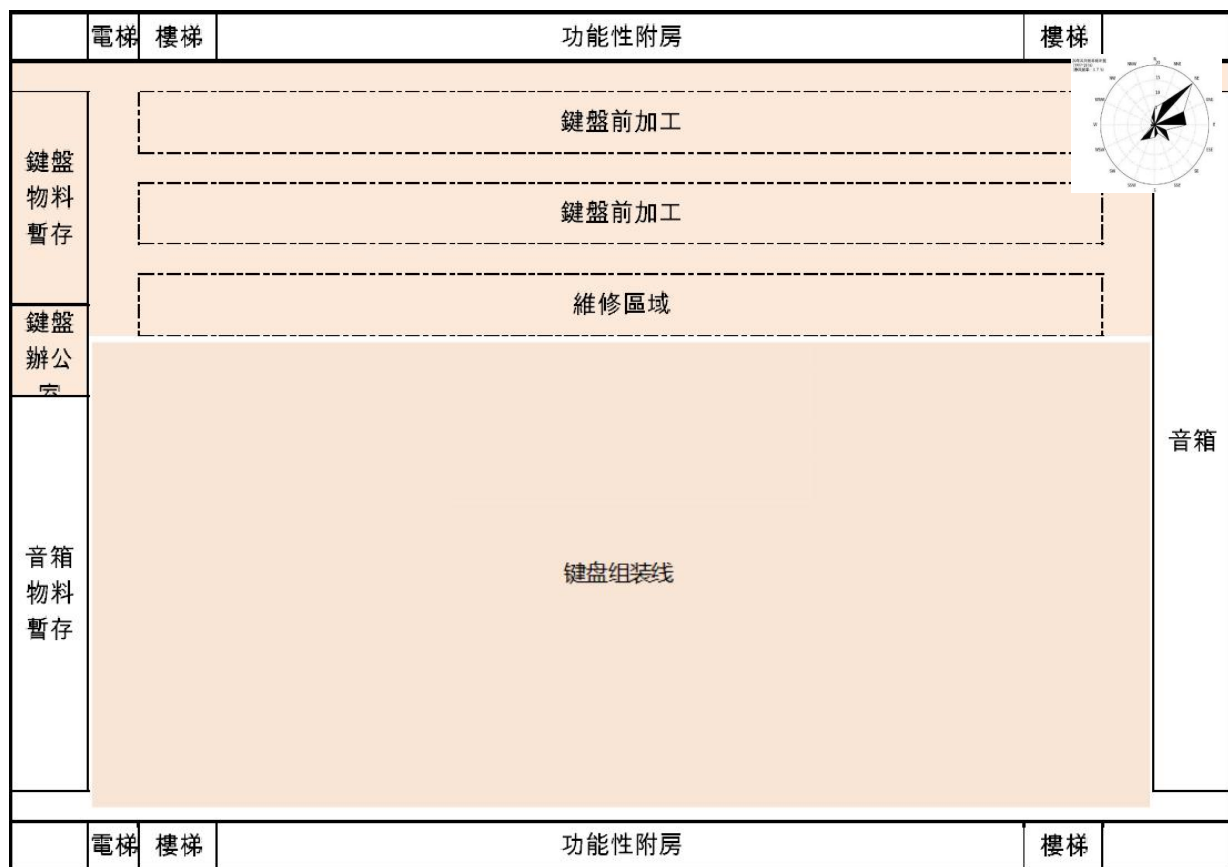 電梯 樓梯 功能性附房 樓梯
鍵盤前加工
鍵盤
物料
暫存
鍵盤前加工
維修區域
鍵盤
辦公
室
音箱
键盘组装线
音箱
物料
暫存
電梯 樓梯 功能性附房 樓梯